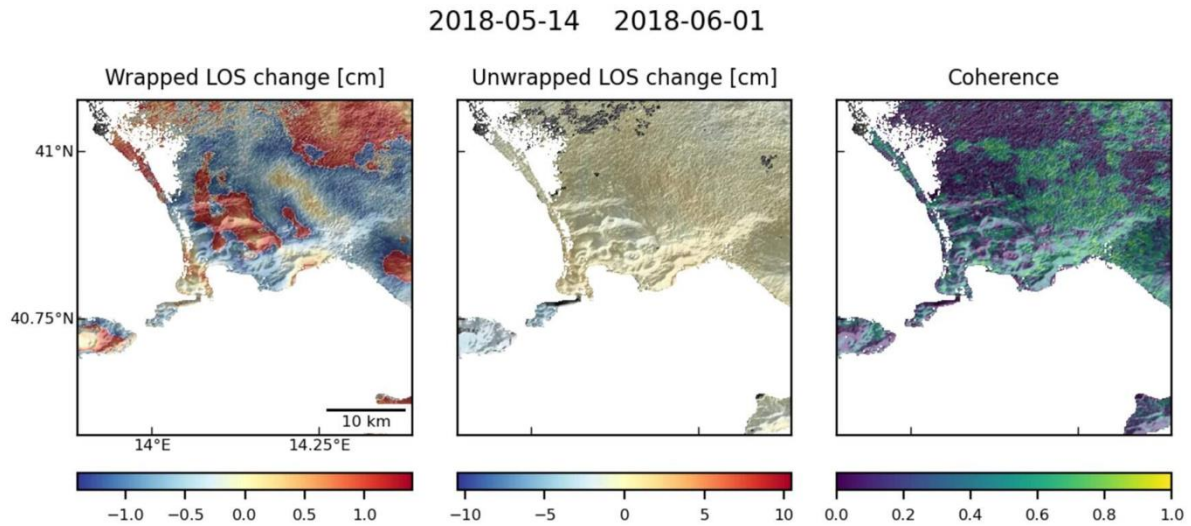 2018-05-14 2018-06-01
Wrapped LOS change [cm] Unwrapped LOS change [cm] Coherence
41°N
40.75°N
10 km
14°E 14.25°E
−1.0 −0.5 0.0 0.5 1.0 −10 −5 0 5 10 0.0 0.2 0.4 0.6 0.8 1.0